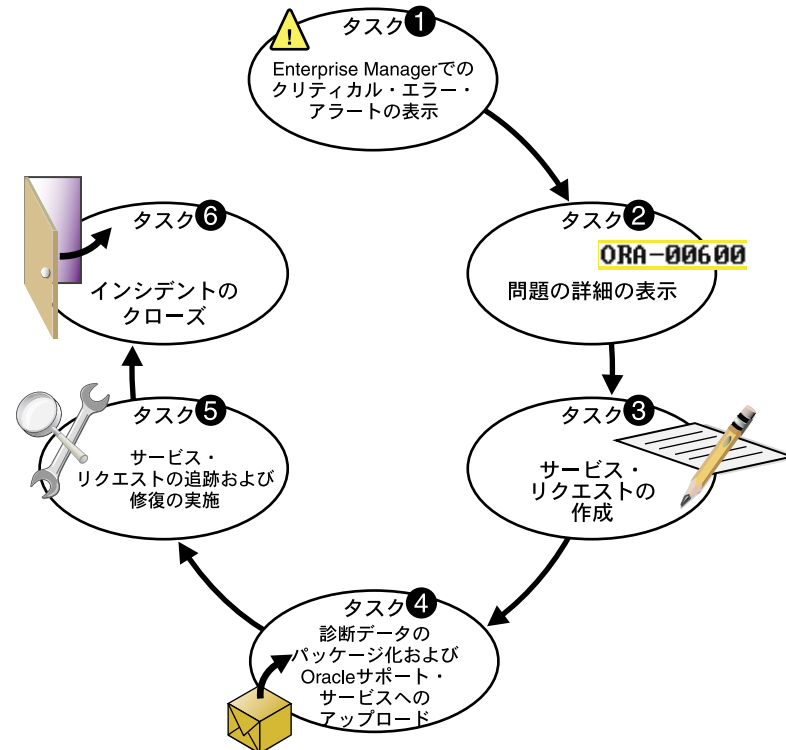 タスク 1
Enterprise Managerでの
クリティカル・エラー・
アラートの表示
タスク 2
ORA-00600
問題の詳細の表示
タスク 3
サービス・
リクエストの
作成
タスク 4
診断データの
パッケージ化および
Oracleサポート・
サービスへの
アップロード
タスク 5
サービス・
リクエストの追跡および
修復の実施
タスク 6
インシデントの
クローズ